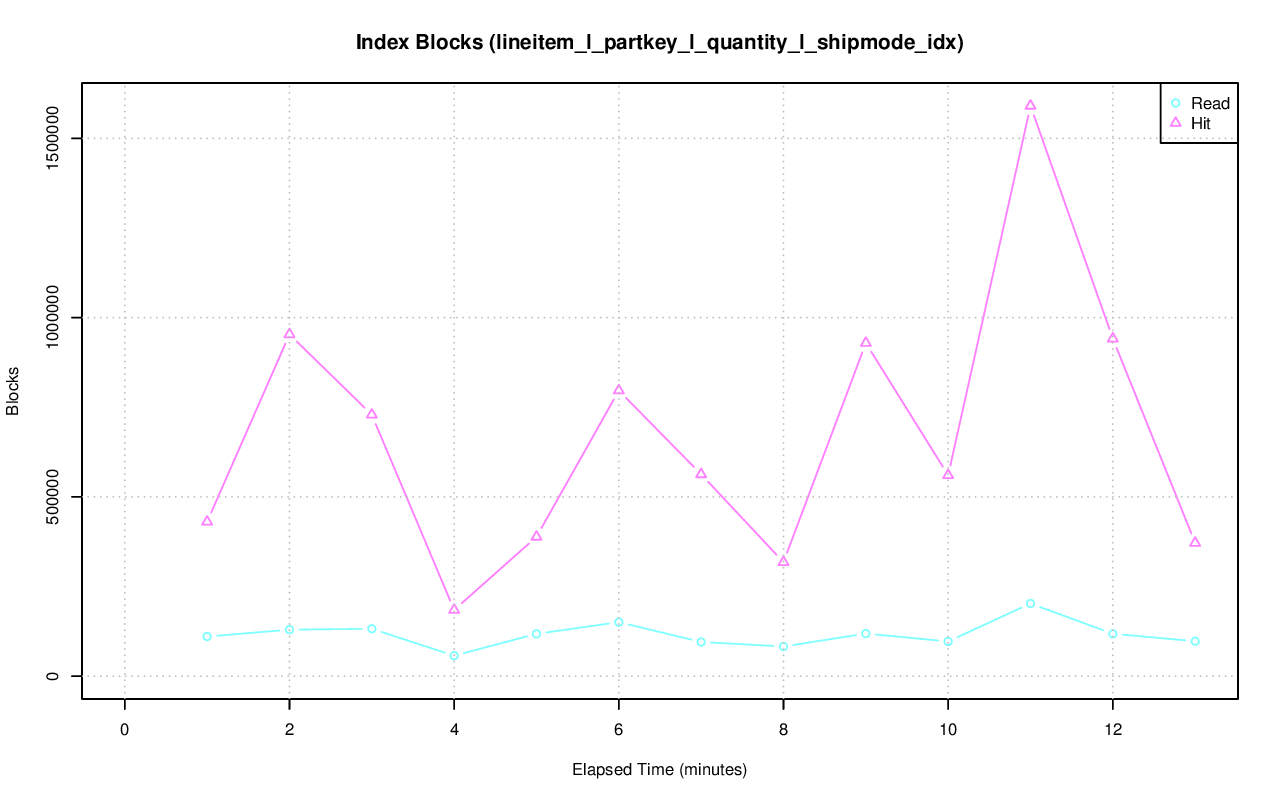 Index Blocks (lineitem_l_partkey_l_quantity_l_shipmode_idx)
Read
Hit
Blocks
1500000
1000000
500000
0
0 2 4 6 8 10 12
Elapsed Time (minutes)